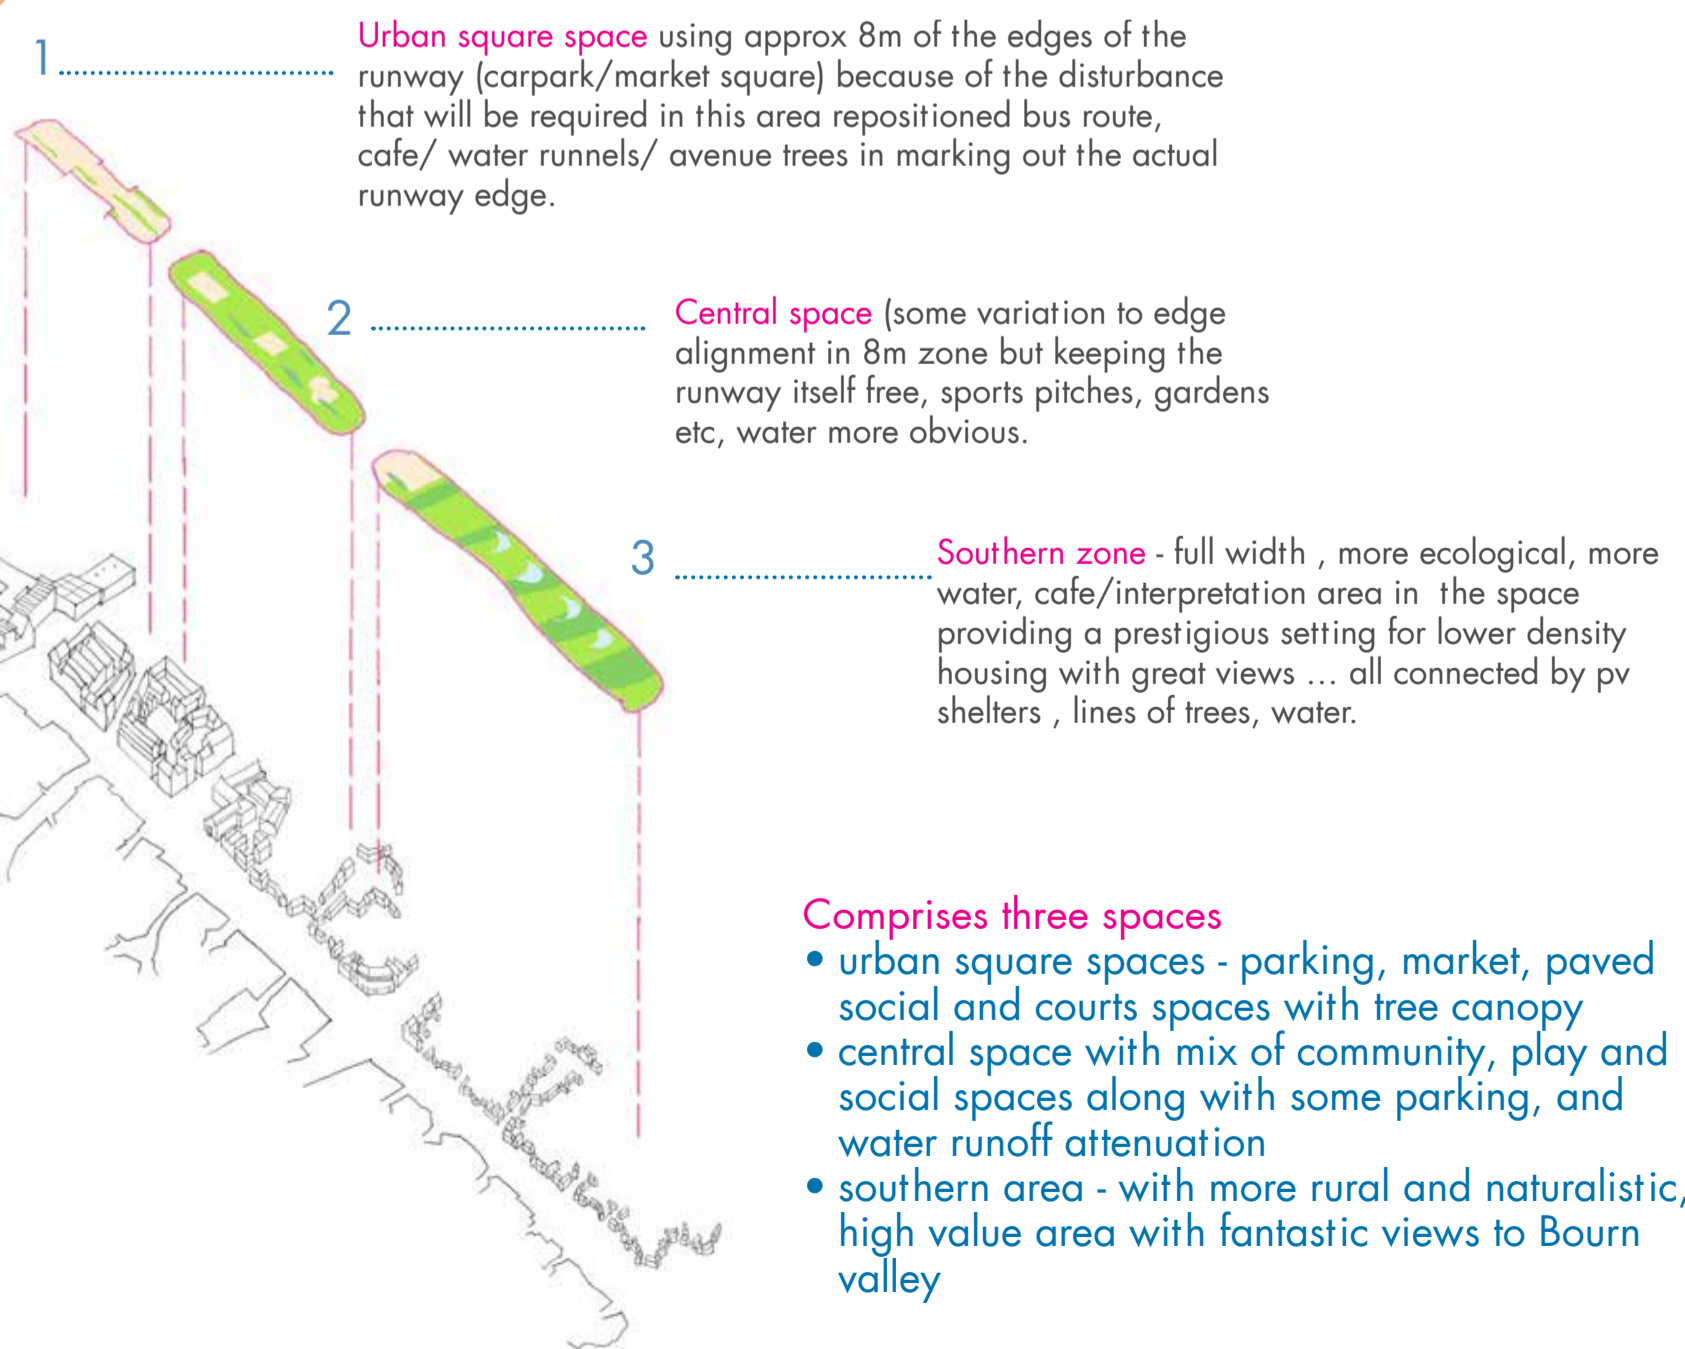 1
Urban square space using approx 8m of the edges of the
runway (carpark/market square) because of the disturbance
that will be required in this area repositioned bus route,
cafe/ water runnels/ avenue trees in marking out the actual
runway edge.
2
Central space (some variation to edge
alignment in 8m zone but keeping the
runway itself free, sports pitches, gardens
etc, water more obvious.
3
Southern zone - full width , more ecological, more
water, cafe/interpretation area in the space
providing a prestigious setting for lower density
housing with great views ... all connected by pv
shelters , lines of trees, water.
Comprises three spaces
• urban square spaces - parking, market, paved
social and courts spaces with tree canopy
• central space with mix of community, play and
social spaces along with some parking, and
water runoff attenuation
• southern area - with more rural and naturalistic,
high value area with fantastic views to Bourn
valley